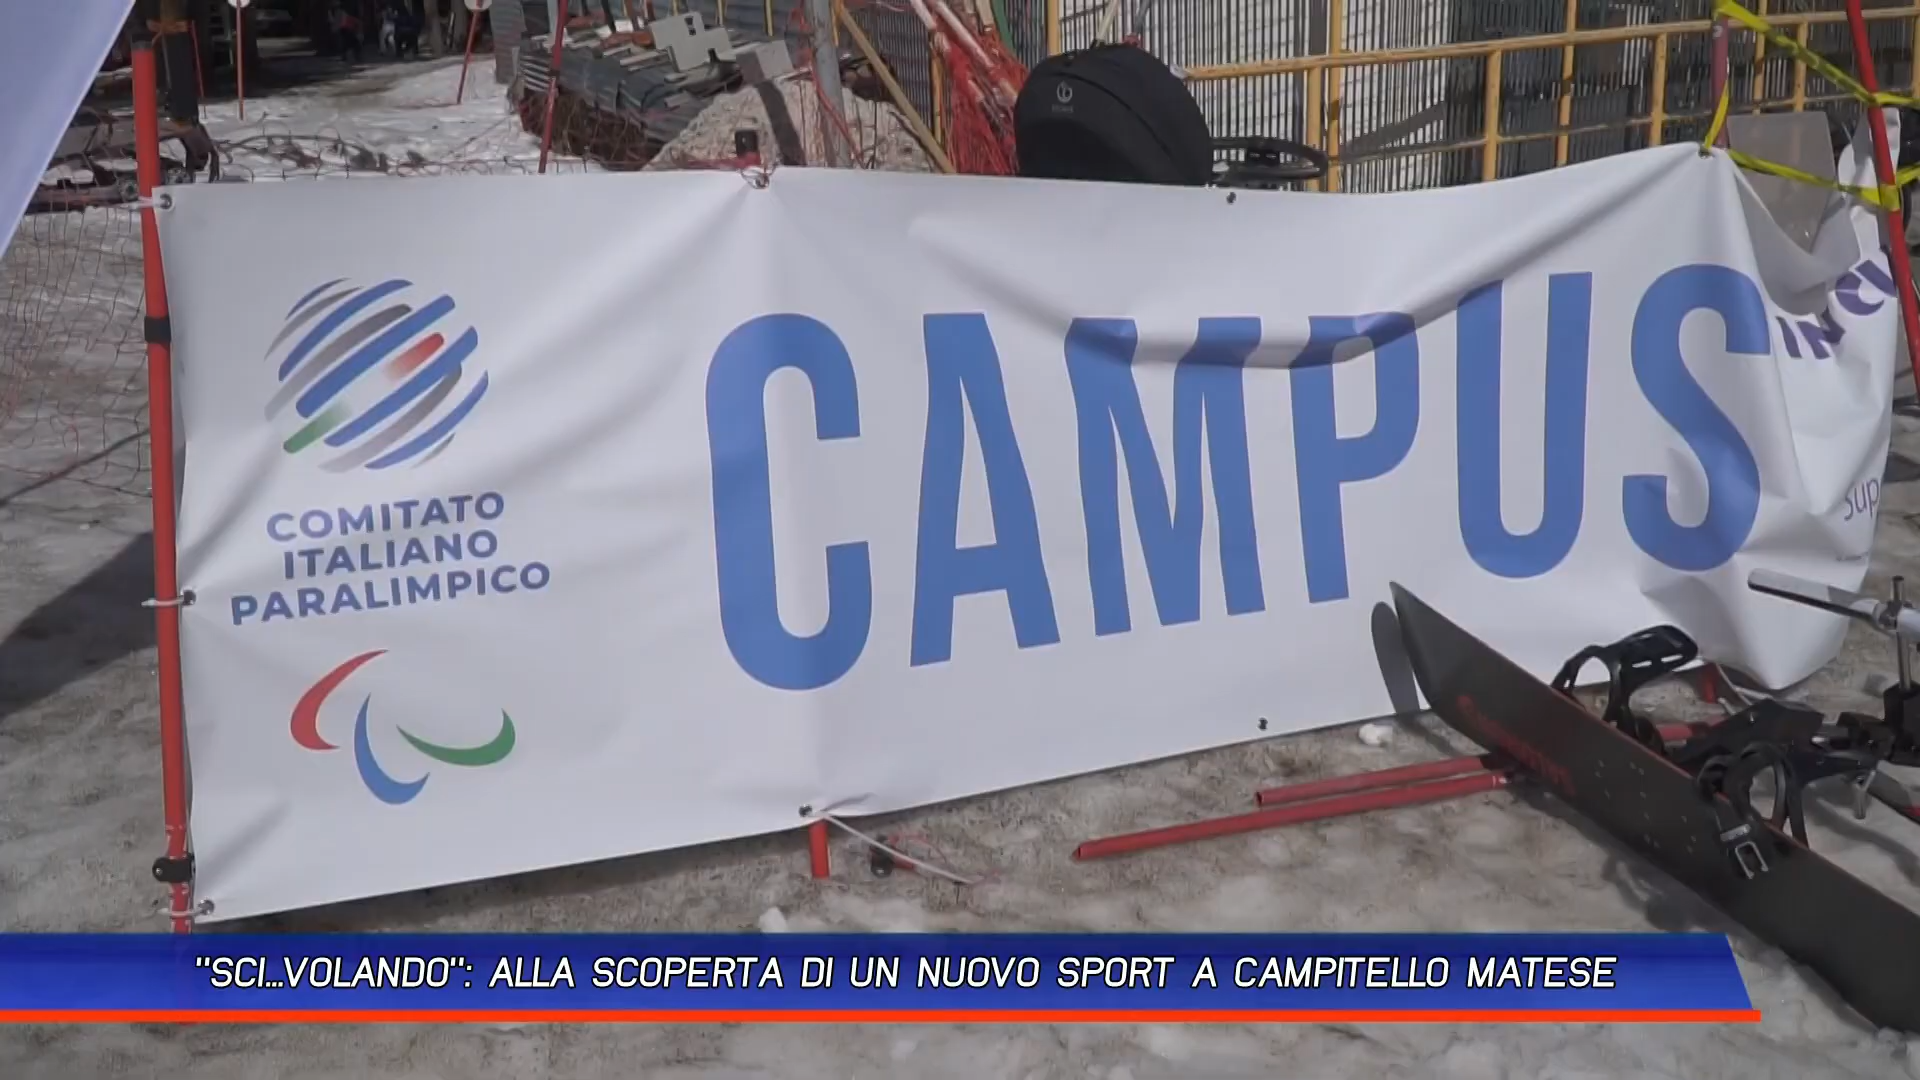 COMITATO
ITALIANO
PARALIMPICO
CAMPUS
"SCI...VOLANDO": ALLA SCOPERTA DI UN NUOVO SPORT A CAMPITELLO MATESE